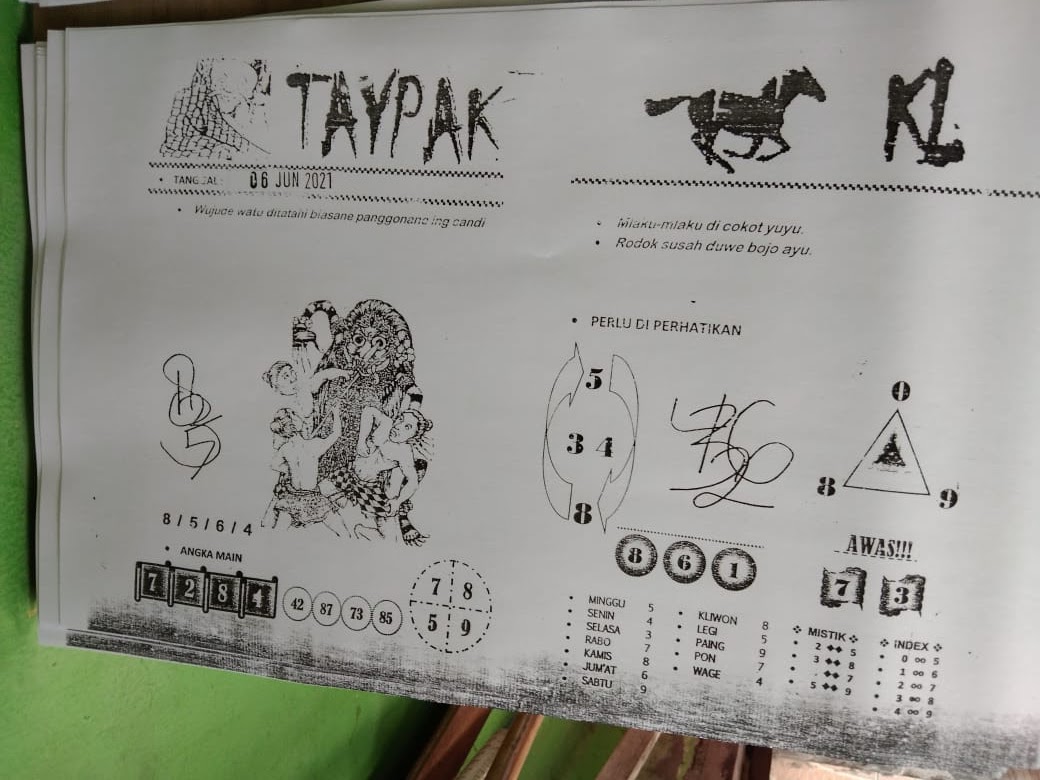 TAYPAK
TANGGAL: 06 JUN 2021
Wujude watu ditatahi biasane panggonane ing candi
8 / 5 / 6 / 4
ANGKA MAIN
7 2 8 4
42 87 73 85
7 8
5 9
KL
Mlaku-mlaku di cokot yuyu.
Rodok susah duwe bojo ayu.
PERLU DI PERHATIKAN
5
3 4
8
0
8 9
8 6 1
AWAS!!!
7 3
MINGGU 5
SENIN 4
SELASA 3
RABO 7
KAMIS 8
JUM'AT 6
SABTU 9
KLIWON 8
LEGI 5
PAING 9
PON 7
WAGE 4
MISTIK
2 5
3 8
7
5 9
INDEX
0 ∞ 5
1 ∞ 6
2 ∞ 7
3 ∞ 8
4 ∞ 9